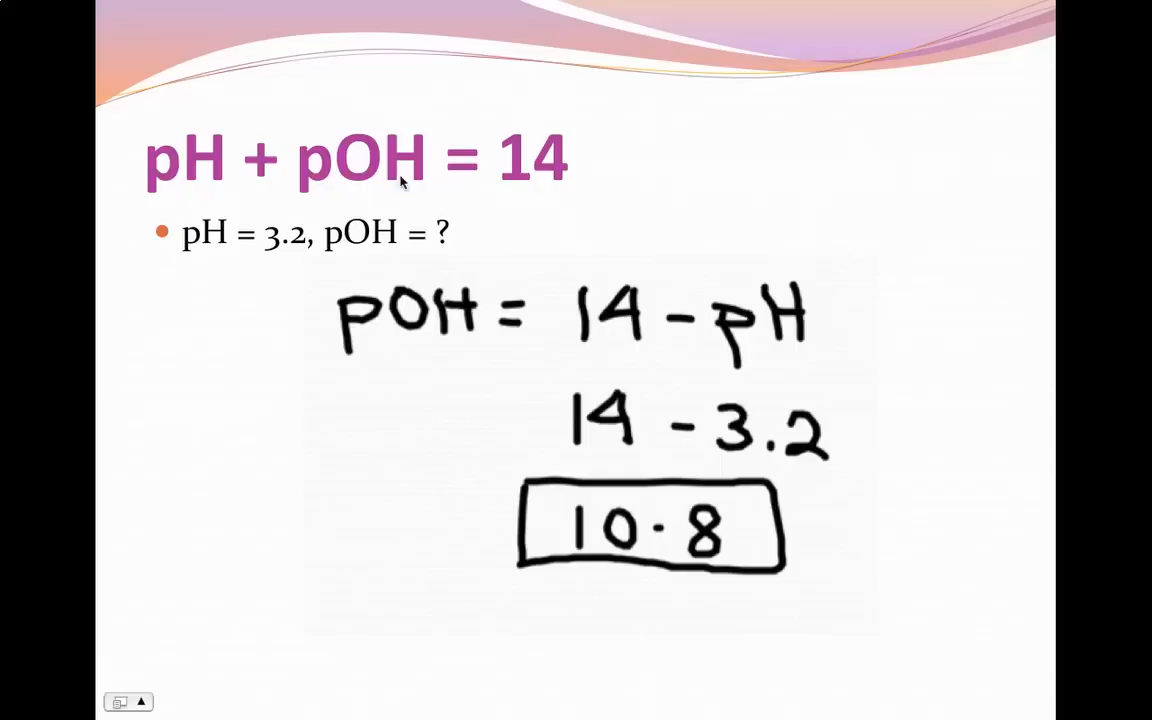 pH + pOH = 14
• pH = 3.2, pOH = ?
pOH = 14 - pH
14 - 3.2
10.8